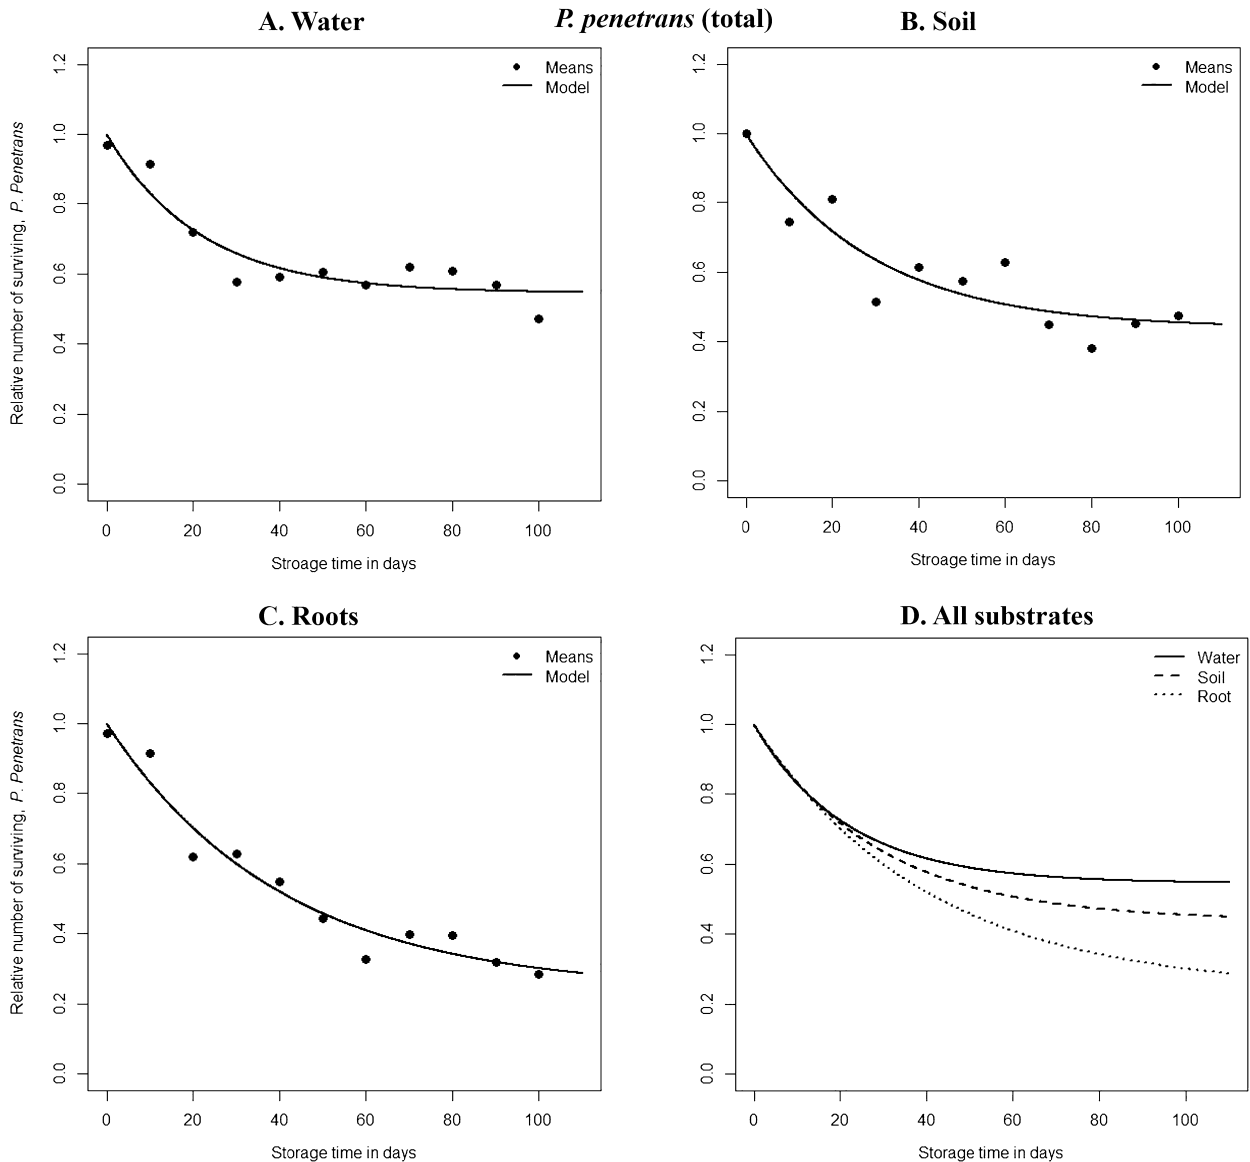 A. Water
P. penetrans (total)
B. Soil
Means
Model
1.2
1.0
0.8
0.6
0.4
0.2
0.0
Relative number of surviving, P. Penetrans
0 20 40 60 80 100
Stroage time in days
Means
Model
1.2
1.0
0.8
0.6
0.4
0.2
0.0
0 20 40 60 80 100
Stroage time in days
C. Roots
Means
Model
1.2
1.0
0.8
0.6
0.4
0.2
0.0
Relative number of surviving, P. Penetrans
0 20 40 60 80 100
Storage time in days
D. All substrates
Water
Soil
Root
1.2
1.0
0.8
0.6
0.4
0.2
0.0
0 20 40 60 80 100
Storage time in days